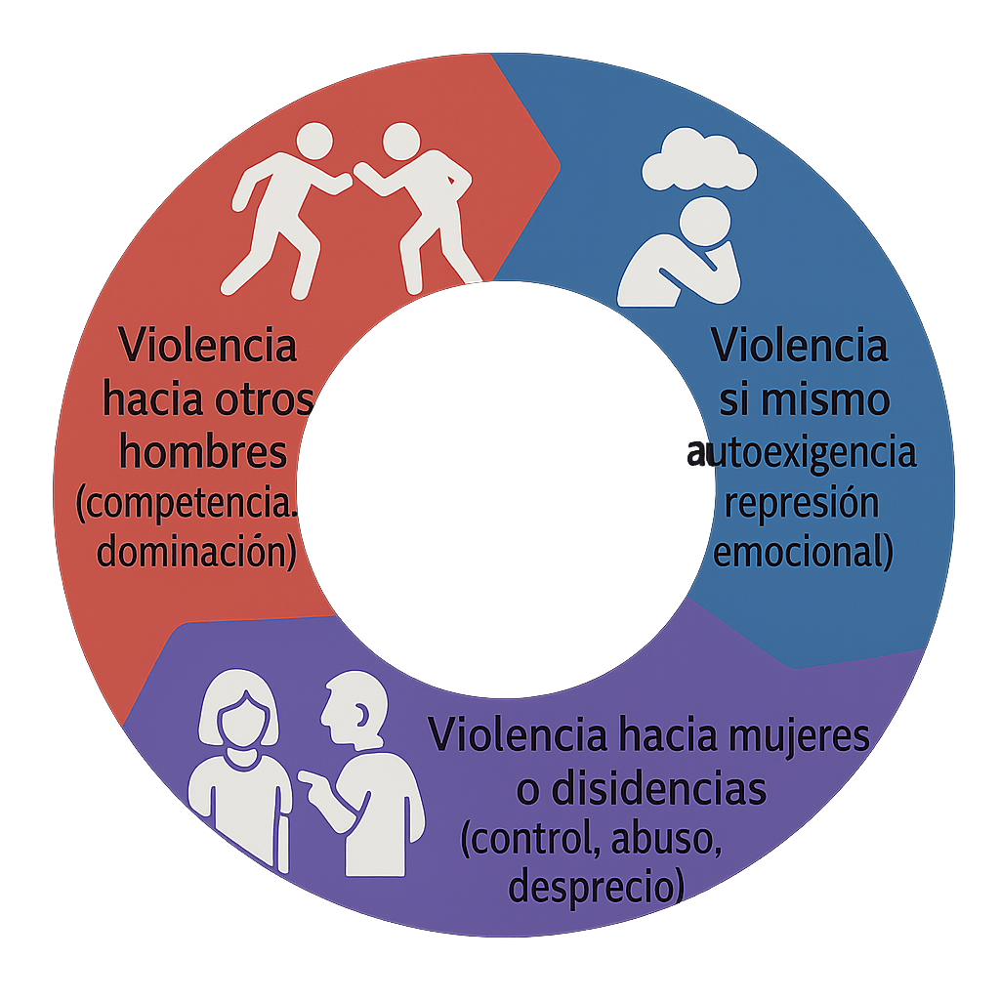 Violencia
hacia otros
hombres
(competencia.
dominación)
Violencia
si mismo
autoexigencia
represión
emocional)
Violencia hacia mujeres
o disidencias
(control, abuso,
desprecio)